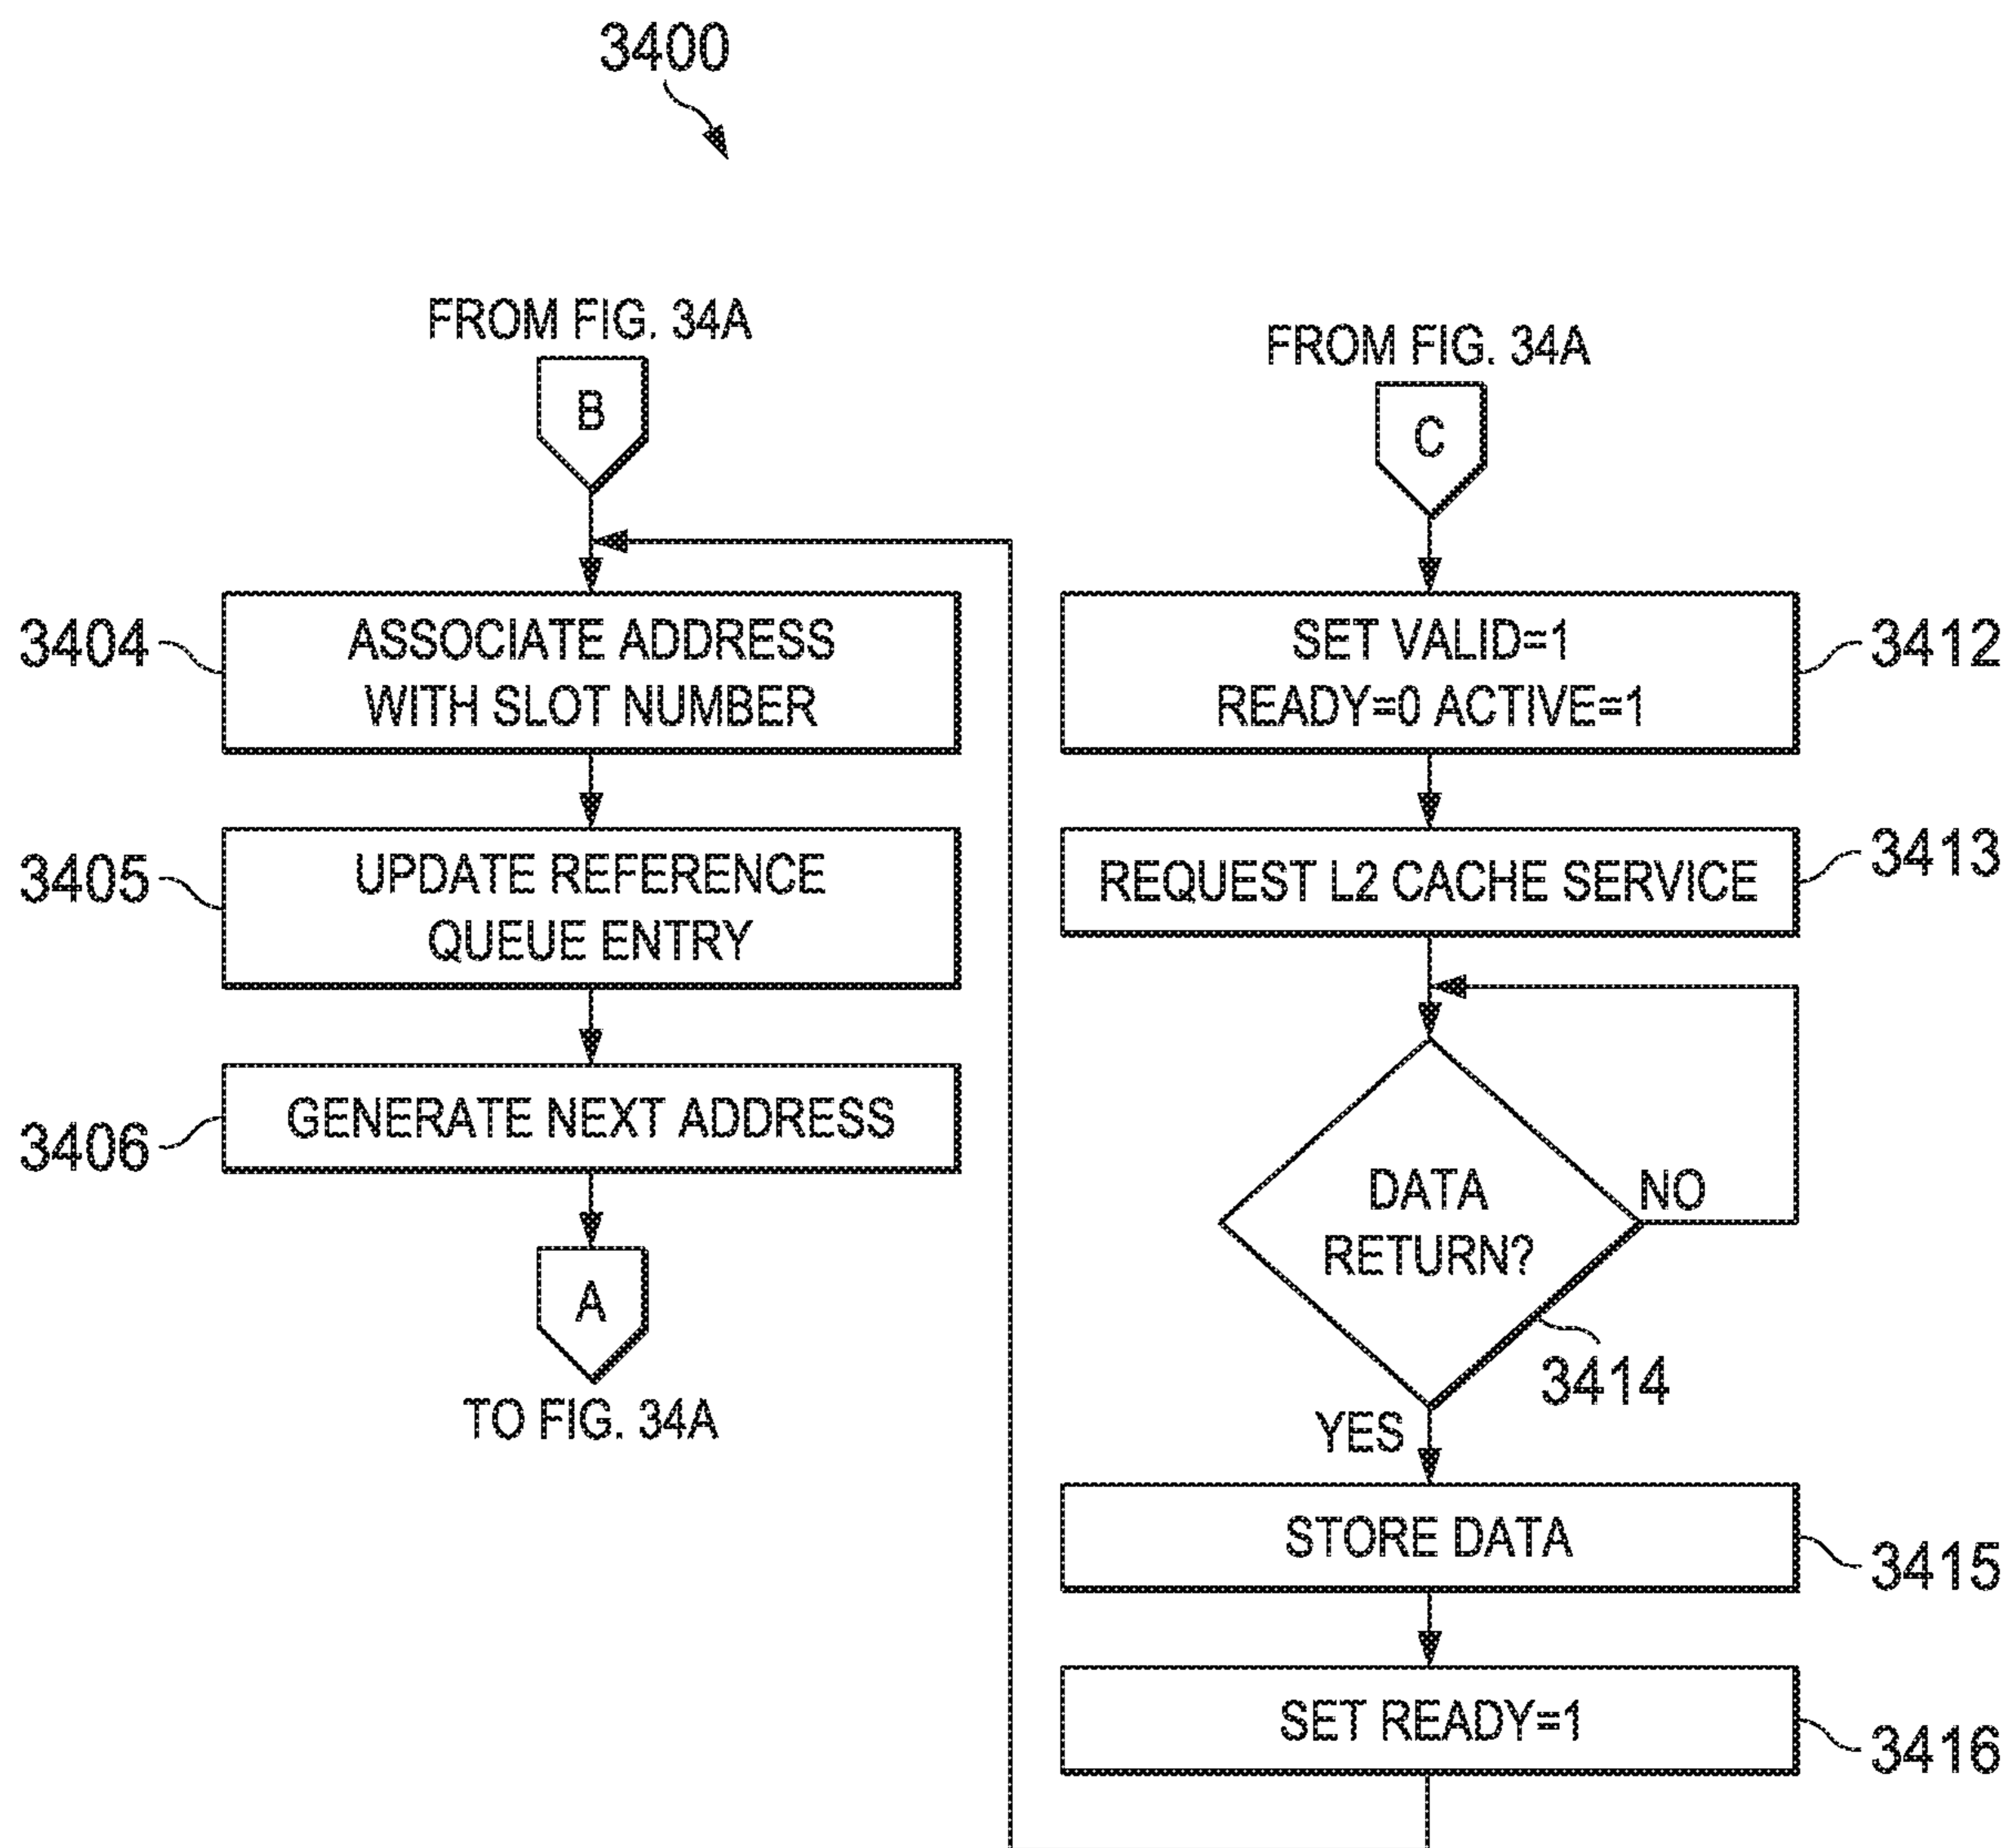 3400
FROM FIG. 34A
B
3404
ASSOCIATE ADDRESS
WITH SLOT NUMBER
3405
UPDATE REFERENCE
QUEUE ENTRY
3406
GENERATE NEXT ADDRESS
A
TO FIG. 34A
FROM FIG. 34A
C
SET VALID=1
READY=0 ACTIVE=1
3412
REQUEST L2 CACHE SERVICE
3413
DATA
RETURN?
NO
3414
YES
STORE DATA
3415
SET READY=1
3416